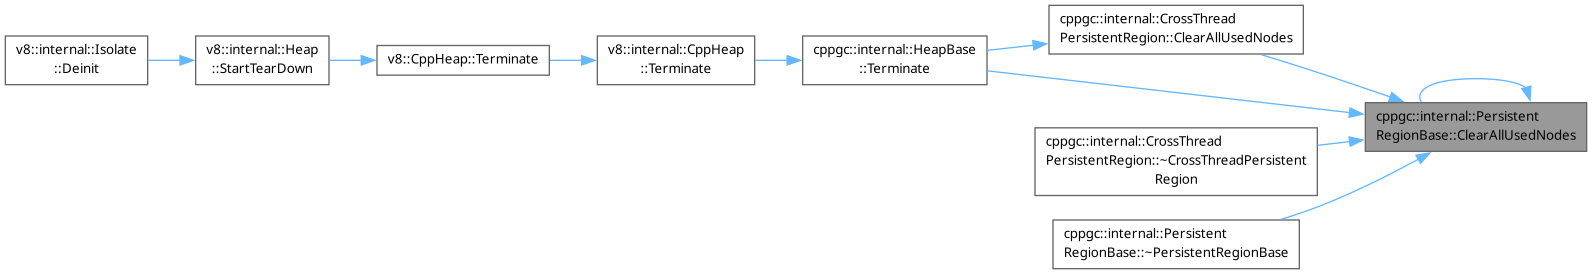 v8::internal::Isolate
::Deinit
v8::internal::Heap
::StartTearDown
v8::CppHeap::Terminate
v8::internal::CppHeap
::Terminate
cppgc::internal::HeapBase
::Terminate
cppgc::internal::CrossThread
PersistentRegion::ClearAllUsedNodes
cppgc::internal::Persistent
RegionBase::ClearAllUsedNodes
cppgc::internal::CrossThread
PersistentRegion::~CrossThreadPersistent
Region
cppgc::internal::Persistent
RegionBase::~PersistentRegionBase